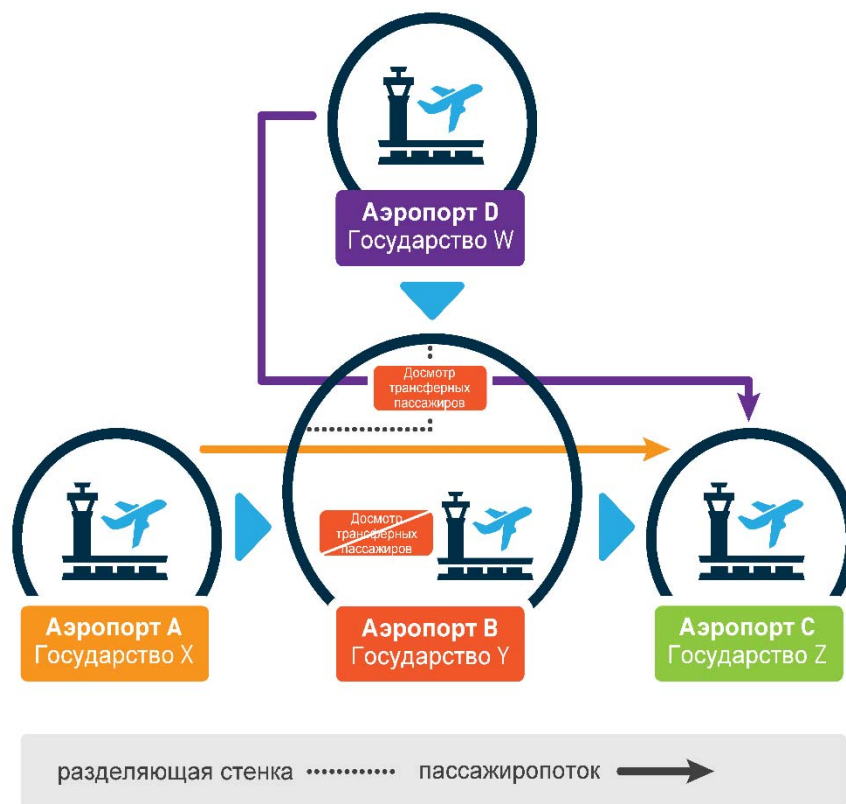 Аэропорт D
Государство W
Досмотр
трансферных
пассажиров
Досмотр
трансферных
пассажиров
Аэропорт A
Государство X
Аэропорт B
Государство Y
Аэропорт C
Государство Z
разделяющая стенка
пассажиропоток